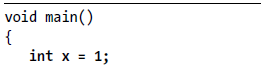 void main()
{
int x = 1;